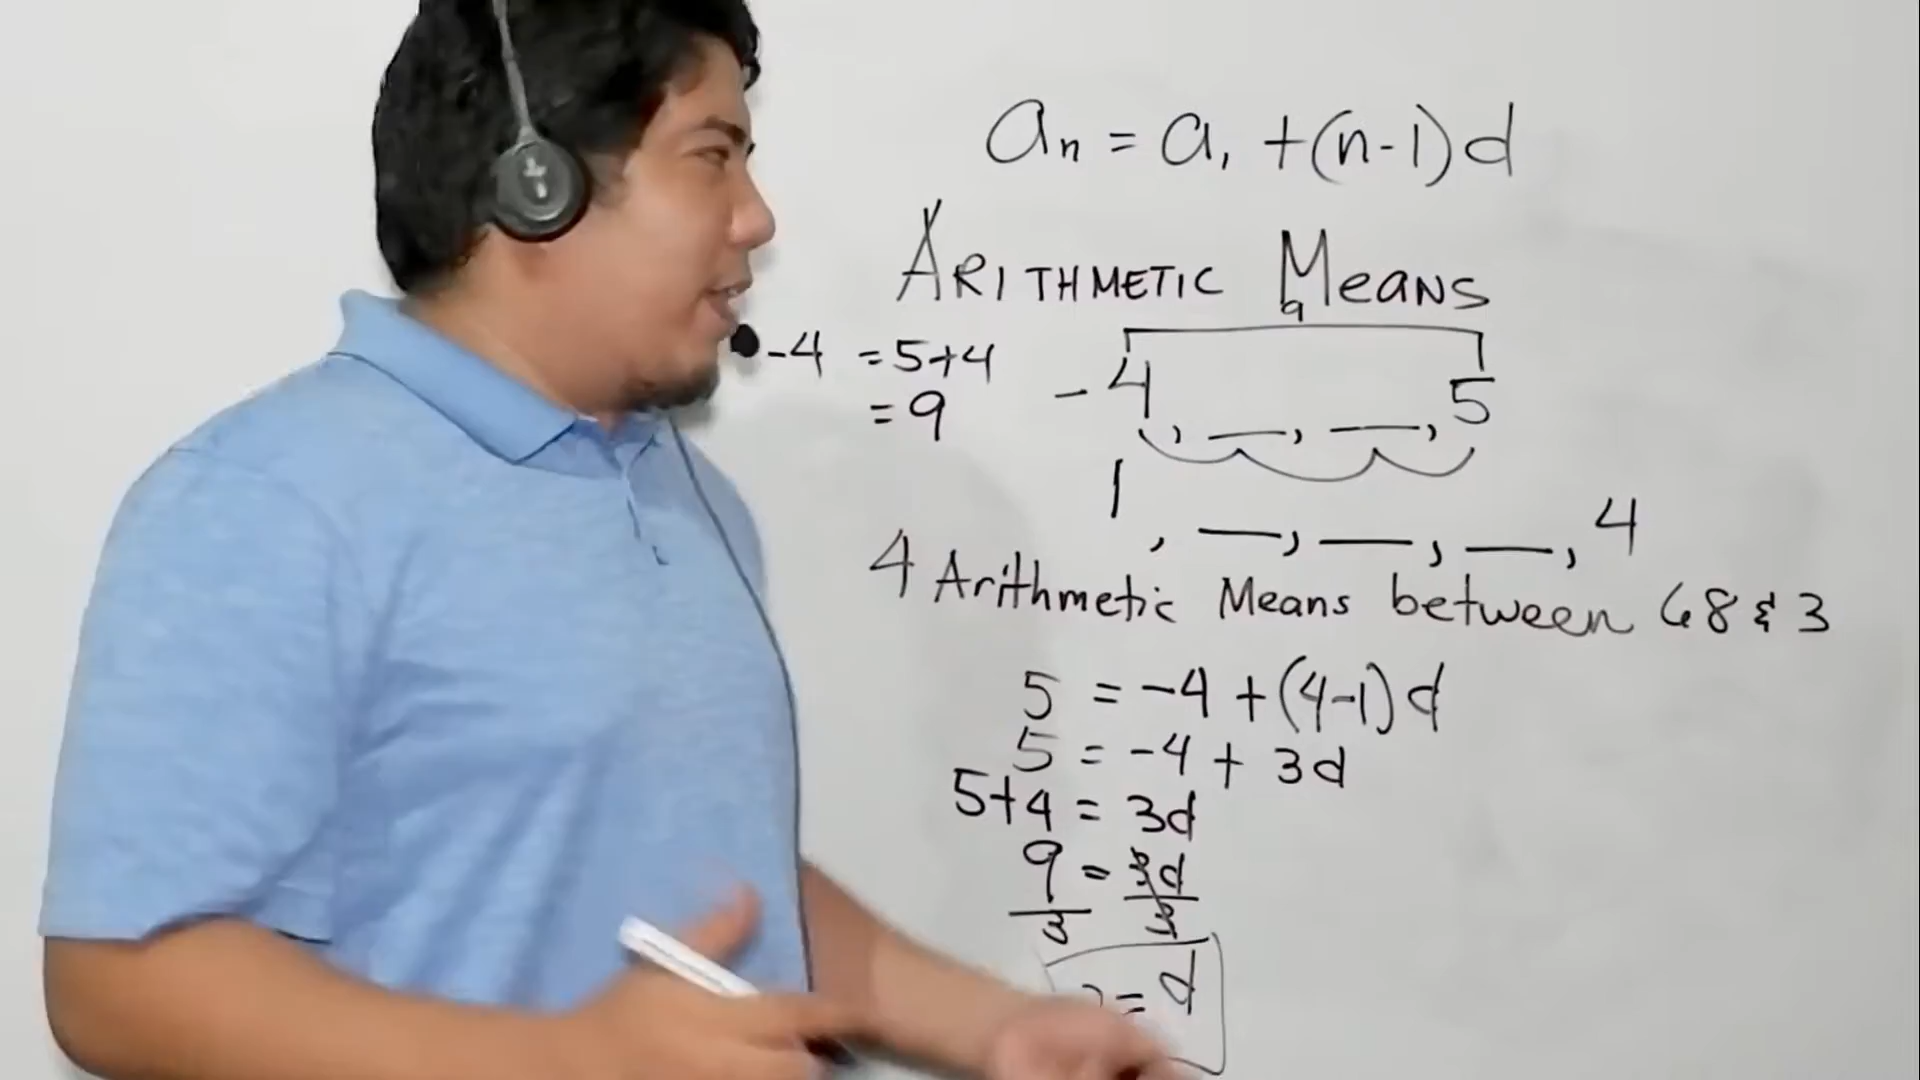 an = a1 + (n-1)d
ARITHMETIC MEANS
9
-4 = 5+4
= 9
-4, __, __, 5
1, __, __, __, 4
4 Arithmetic Means between 68 & 3
5 = -4 + (4-1)d
5 = -4 + 3d
5+4 = 3d
9/3 = 3d/3
= d